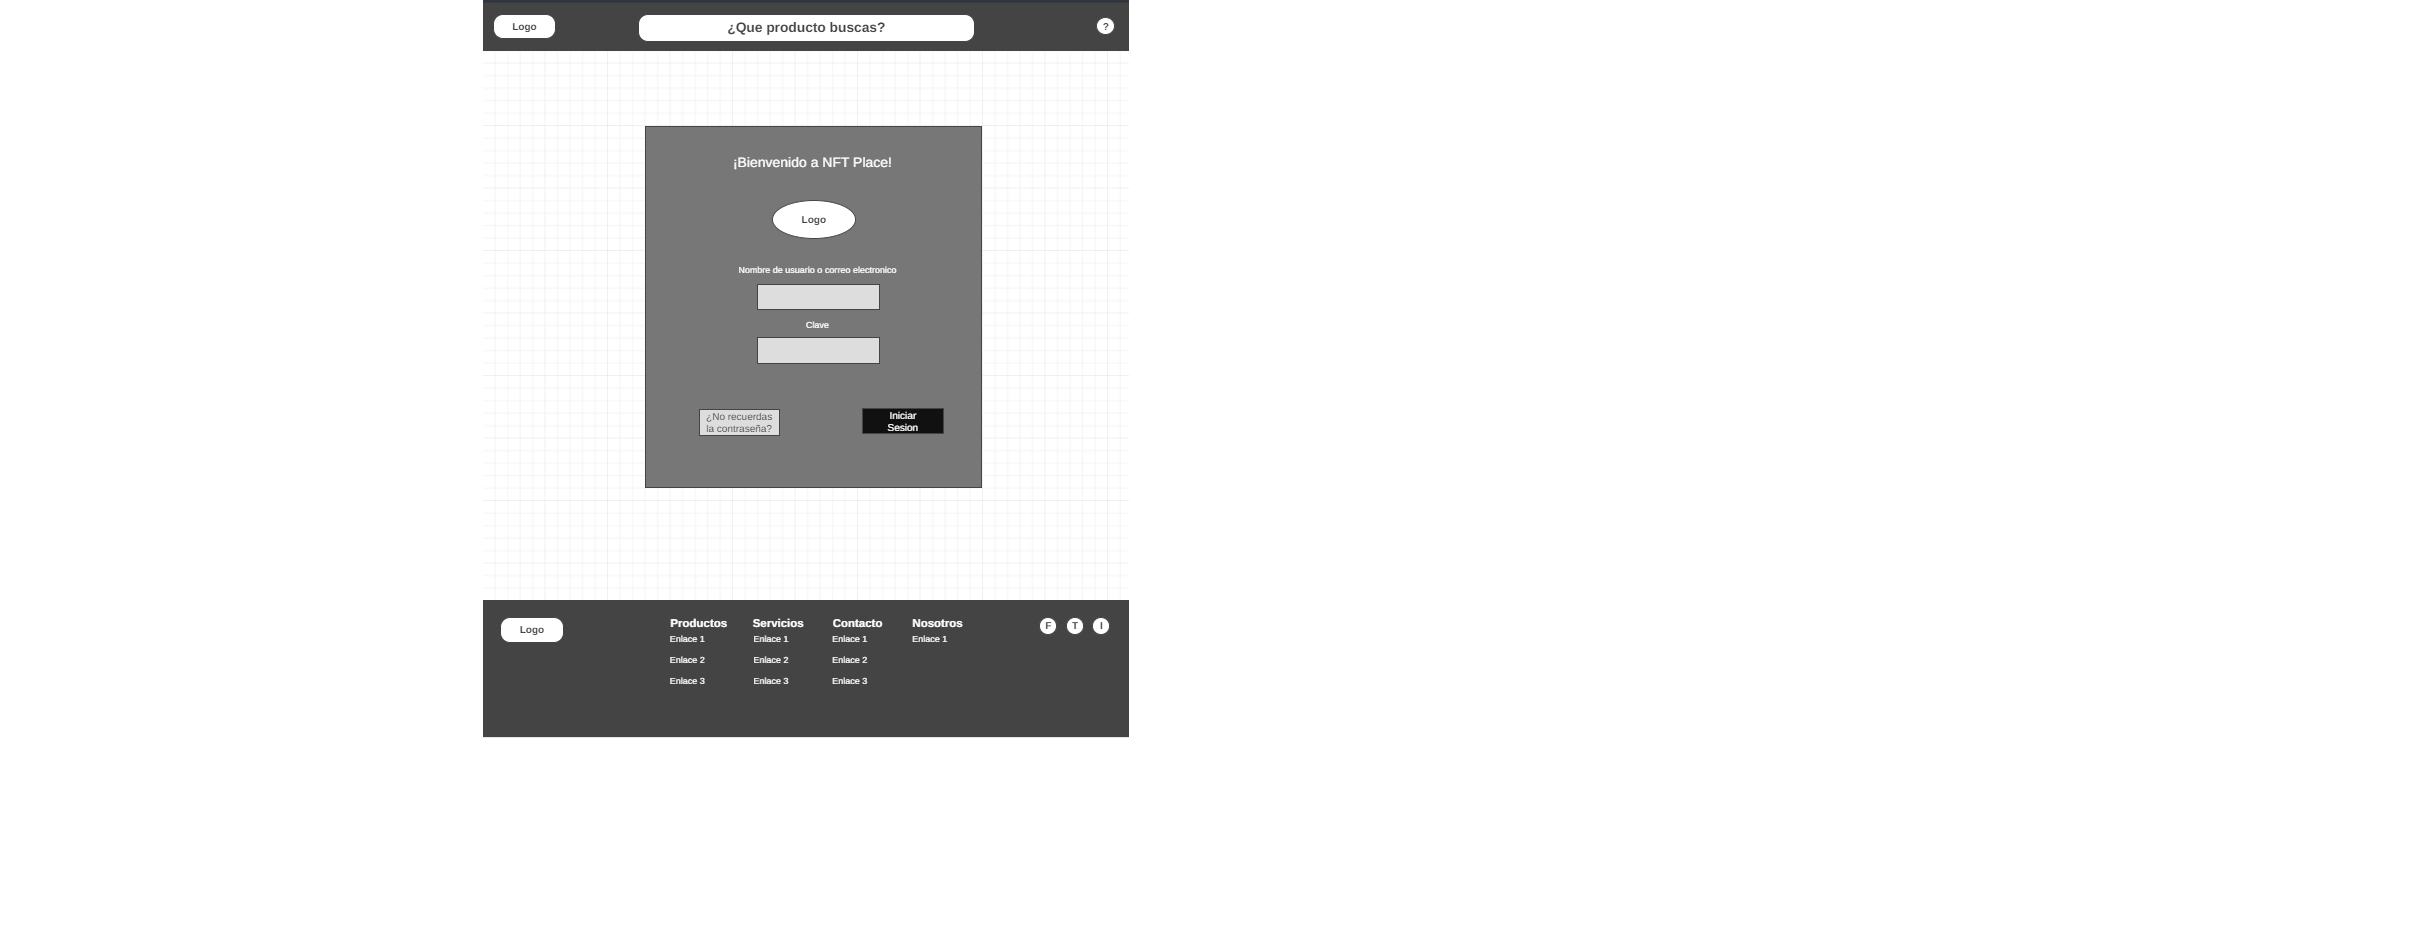 Logo
¿Que producto buscas?
?
¡Bienvenido a NFT Place!
Logo
Nombre de usuario o correo electronico
Clave
¿No recuerdas
la contraseña?
Iniciar
Sesion
Logo
Productos
Enlace 1
Enlace 2
Enlace 3
Servicios
Enlace 1
Enlace 2
Enlace 3
Contacto
Enlace 1
Enlace 2
Enlace 3
Nosotros
Enlace 1
F
T
I